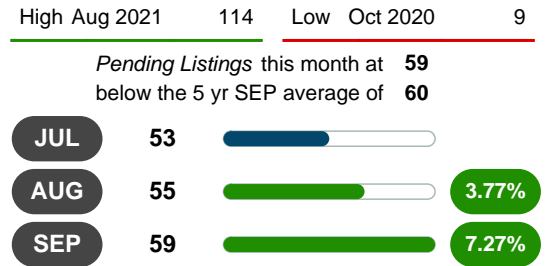 High Aug 2021 114 Low Oct 2020 9
Pending Listings this month at 59
below the 5 yr SEP average of 60
JUL 53
AUG 55 3.77%
SEP 59 7.27%